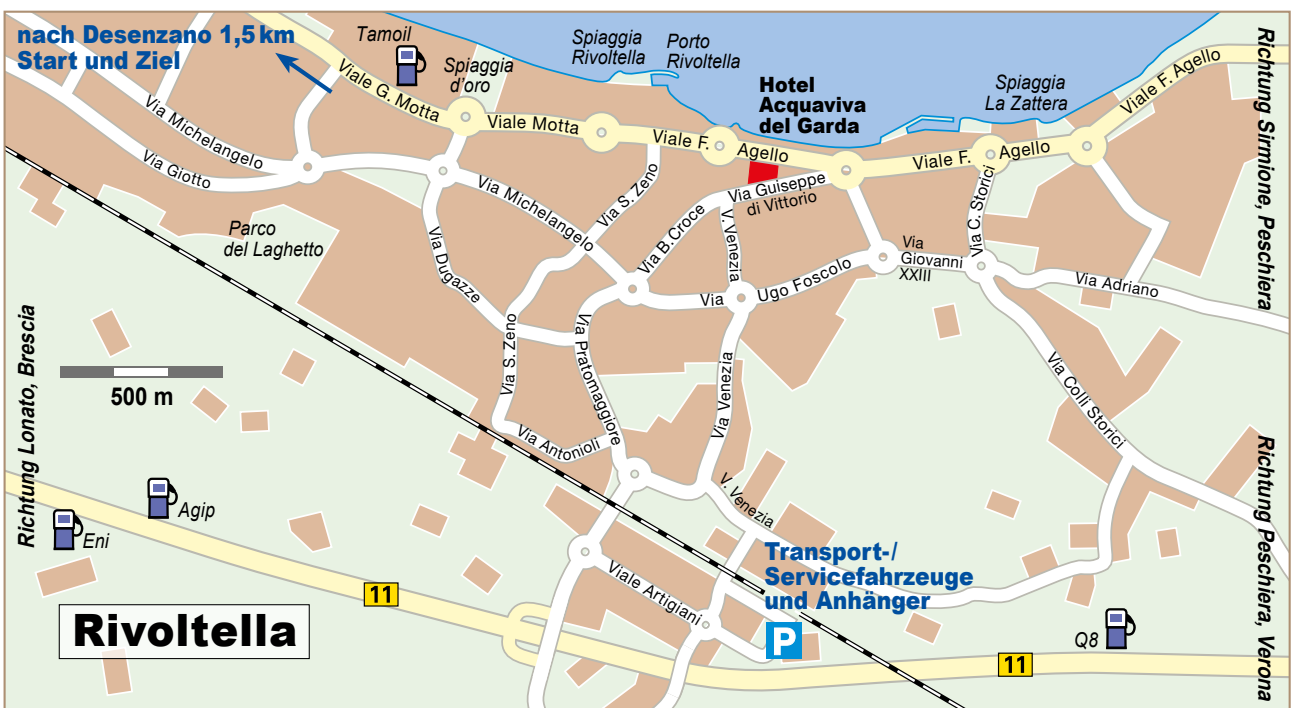 nach Desenzano 1,5 km
Start und Ziel
Tamoil
Spiaggia
d'oro
Spiaggia
Rivoltella
Porto
Rivoltella
Hotel
Acquaviva
del Garda
Spiaggia
La Zattera
Viale G. Motta
Viale Motta
Viale F. Agello
Viale F. Agello
Viale F. Agello
Richtung Sirmione, Peschiera
Via Michelangelo
Via Giotto
Via Michelangelo
Via S. Zeno
Via B.Croce
Via Guiseppe
di Vittorio
V. Venezia
Via C. Storici
Parco
del Laghetto
Via Dugazze
Via Ugo Foscolo
Via
Giovanni
XXIII
Via Adriano
Richtung Lonato, Brescia
500 m
Via S. Zeno
Via Pratomaggiore
Via Venezia
Via Colli Storici
Via Antonioli
V. Venezia
Richtung Peschiera, Verona
Agip
Eni
Transport-/
Servicefahrzeuge
und Anhänger
P
Viale Artigiani
11
Rivoltella
Q8
11